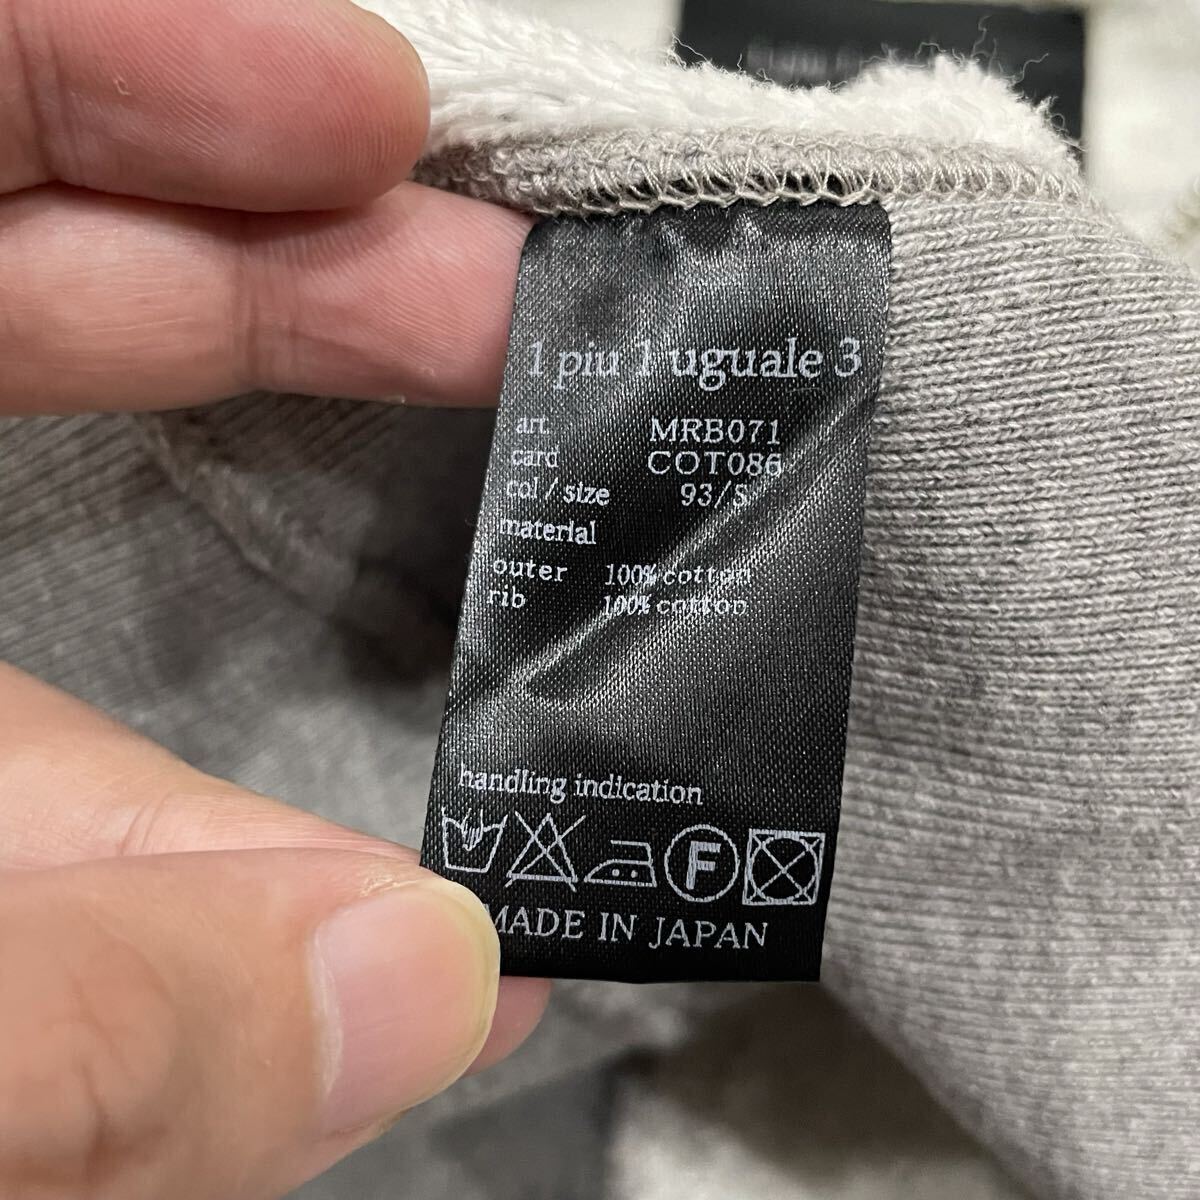 1 piu 1 uguale 3
art. MRB071
card COT086
col / size 93/S
material
outer 100% cotton
rib 100% cotton
handling indication
F
MADE IN JAPAN